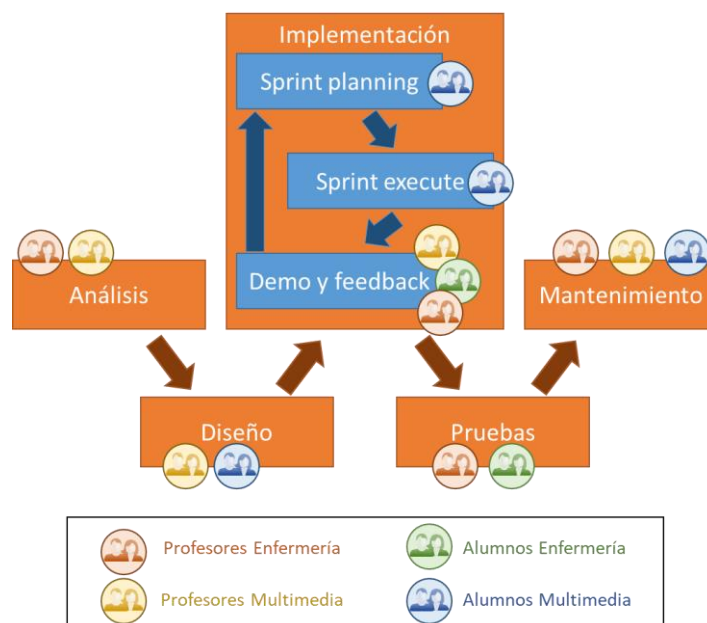 Implementación
Sprint planning
Sprint execute
Demo y feedback
Análisis
Mantenimiento
Diseño
Pruebas
Profesores Enfermería
Alumnos Enfermería
Profesores Multimedia
Alumnos Multimedia